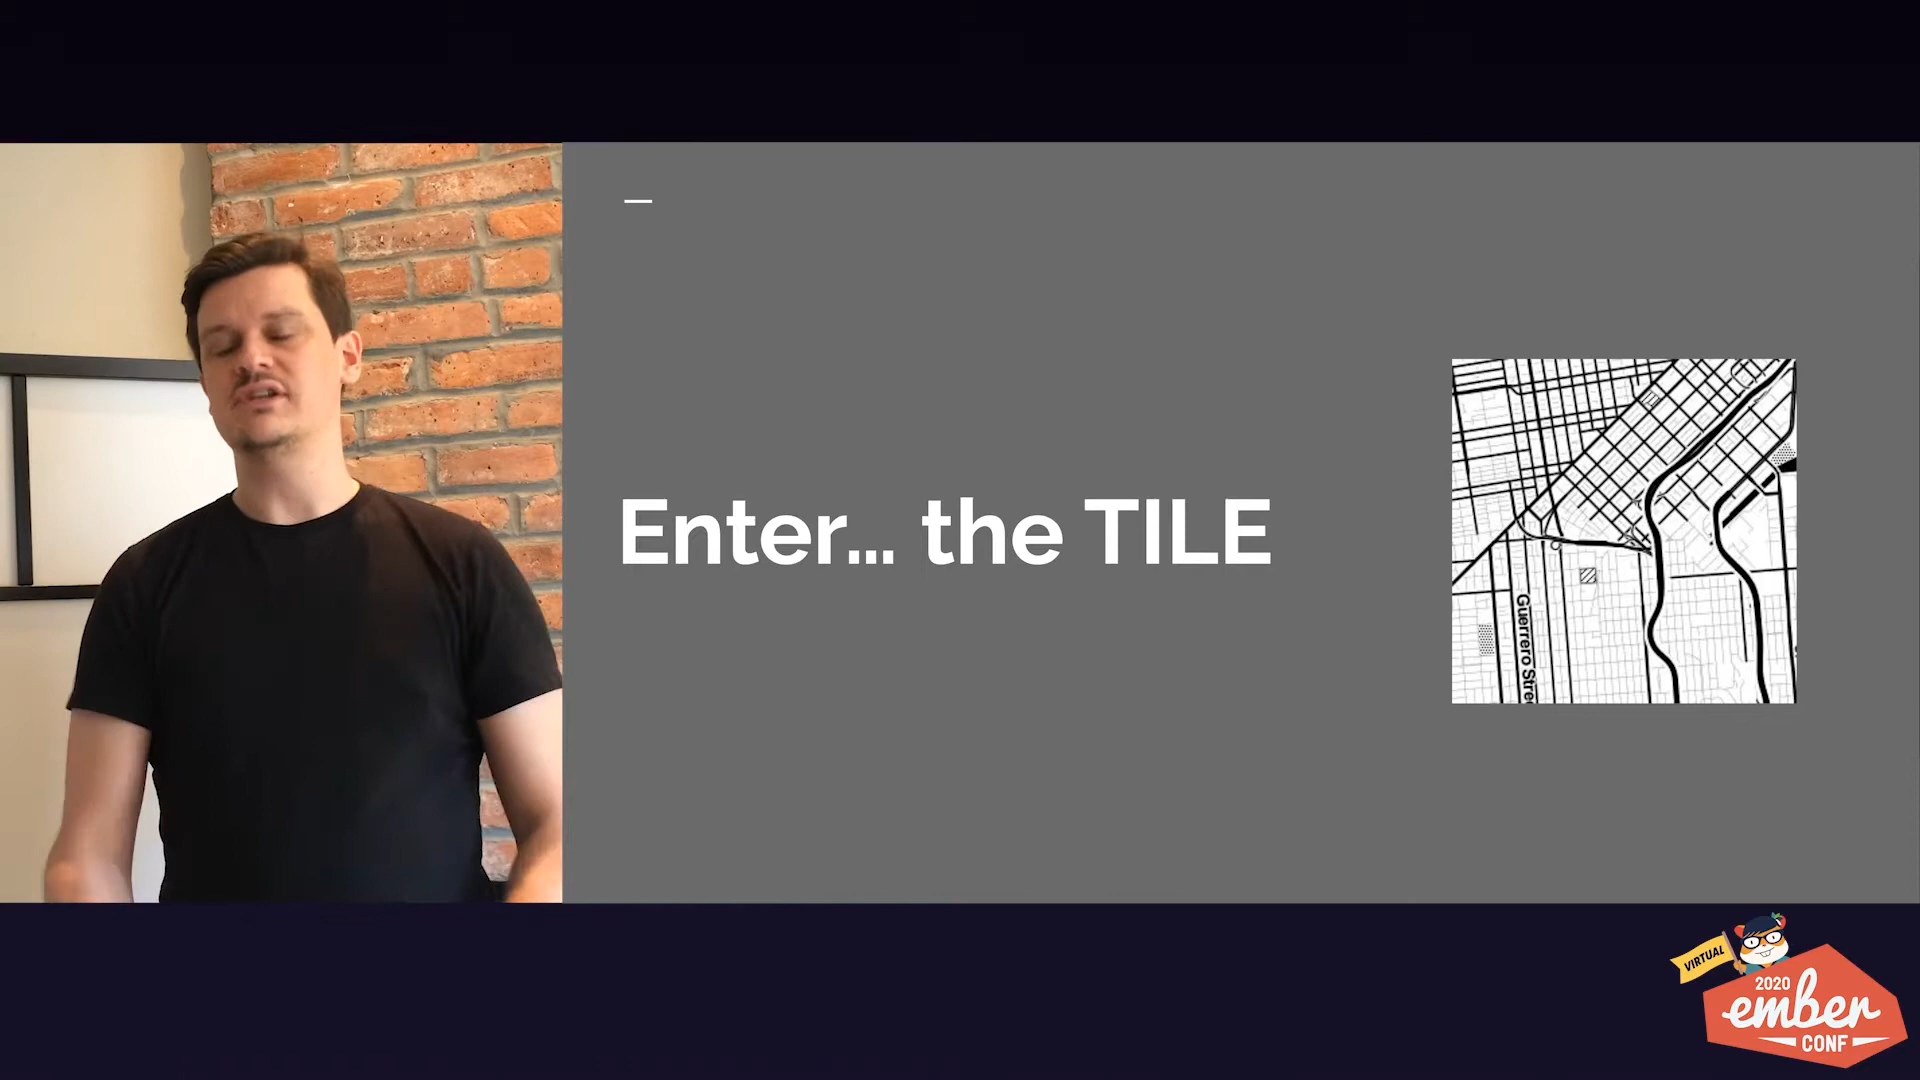 Enter... the TILE
Guerrero Stre
VIRTUAL
2020
ember
CONF